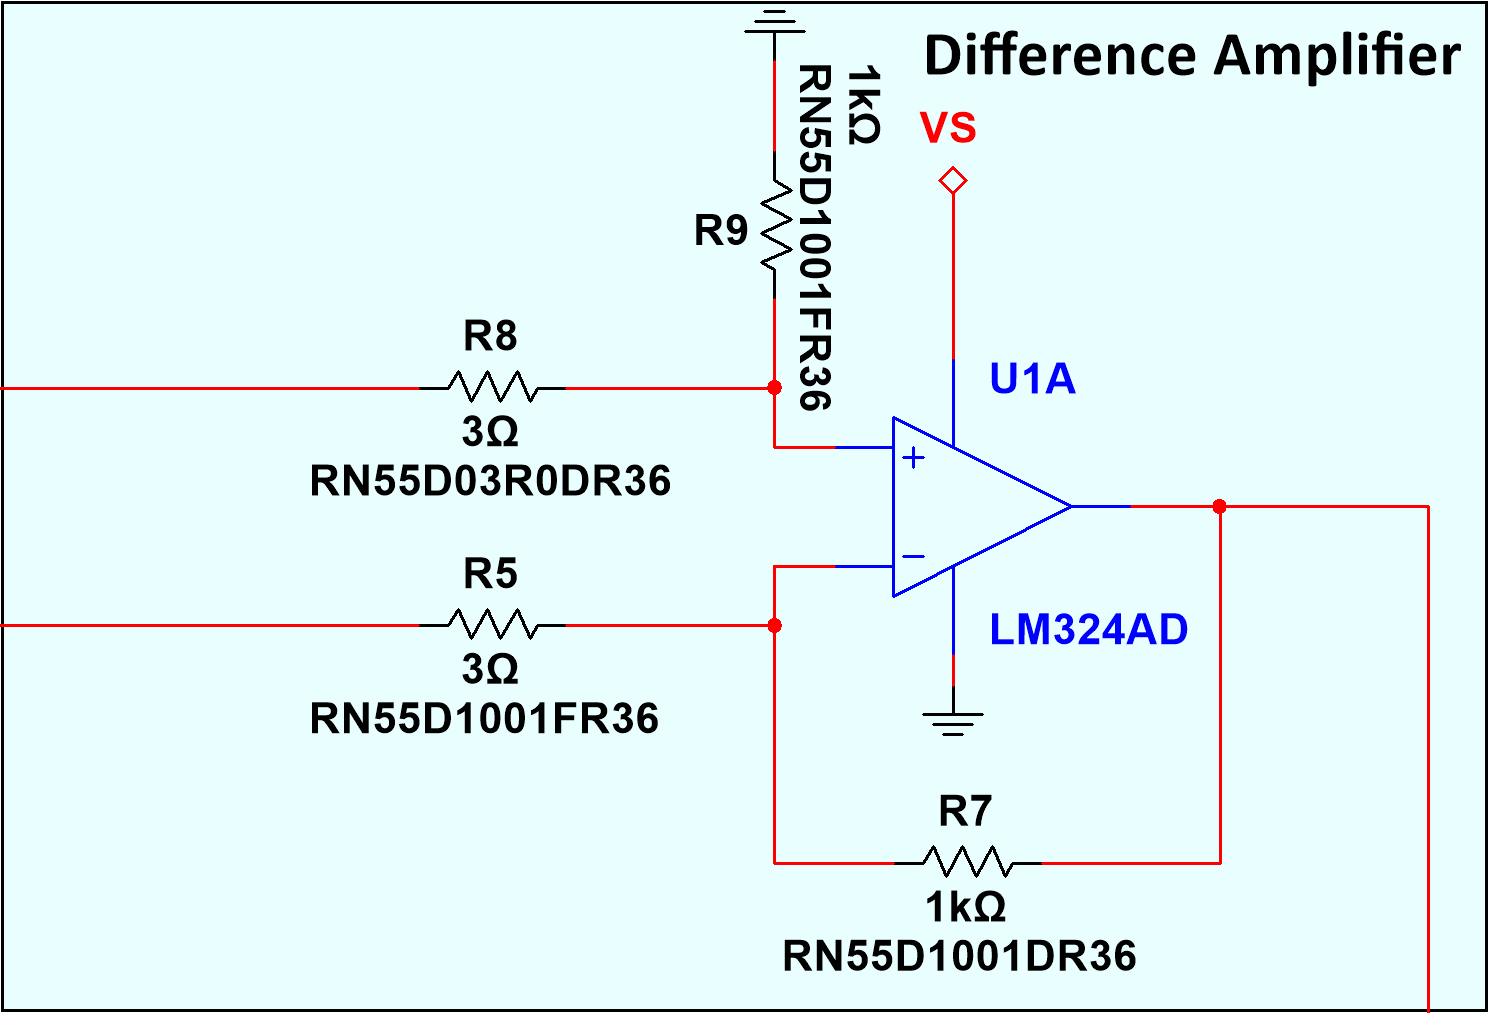 Difference Amplifier
VS
1kΩ
RN55D1001FR36
R9
R8
3Ω
RN55D03R0DR36
U1A
+
−
R5
3Ω
RN55D1001FR36
LM324AD
R7
1kΩ
RN55D1001DR36